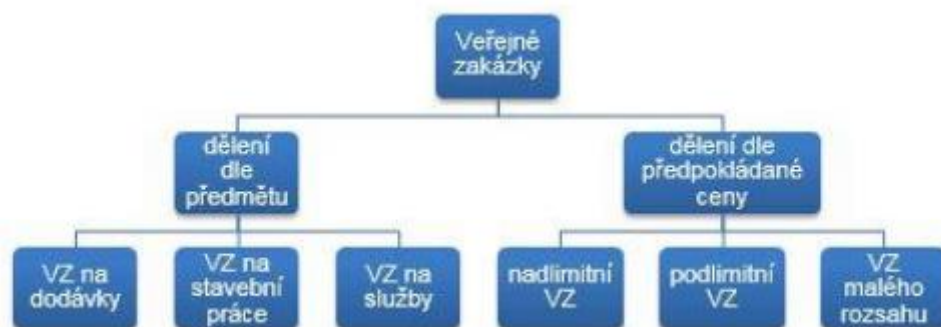 Veřejné
zakázky
dělení
dle
předmětu
dělení dle
předpokládané
ceny
VZ na
dodávky
VZ na
stavební
práce
VZ na
služby
nadlimitní
VZ
podlimitní
VZ
VZ
malého
rozsahu